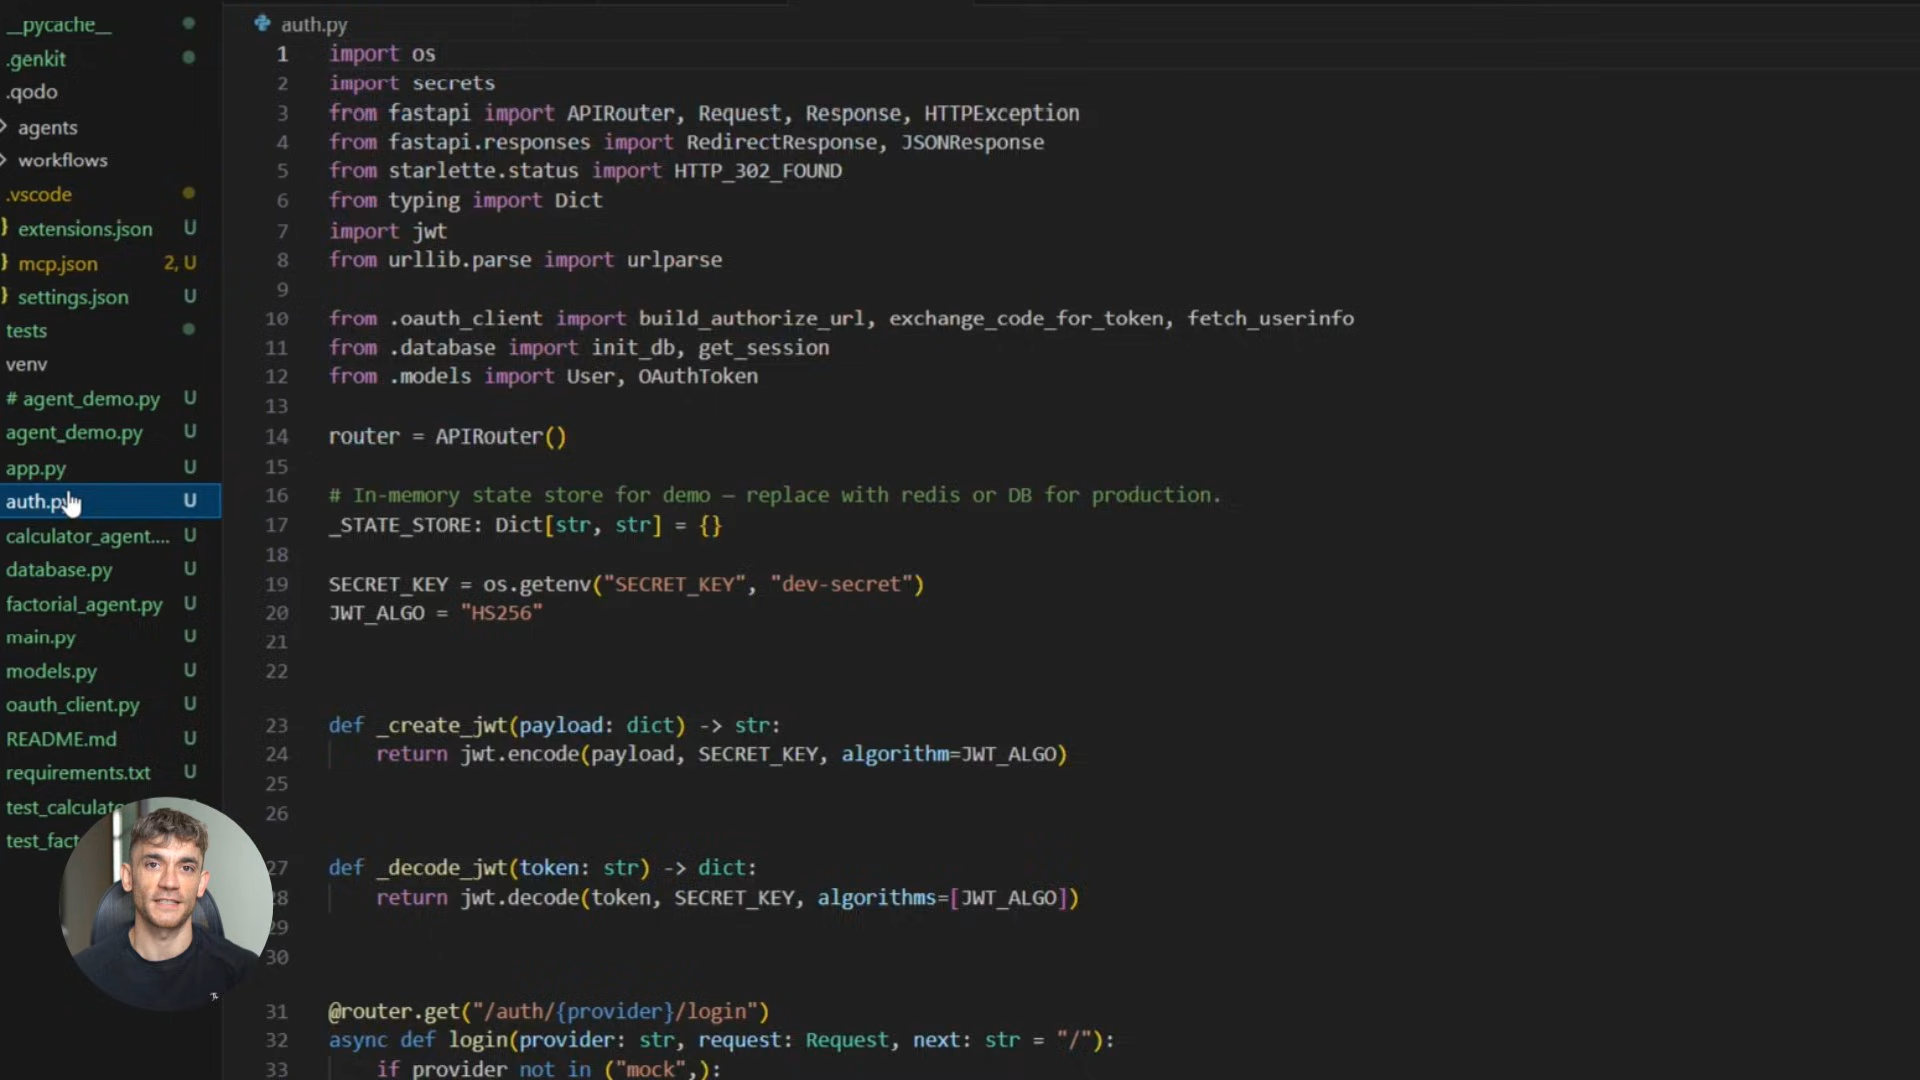 __pycache__
.genkit
.qodo
agents
workflows
.vscode
extensions.json U
mcp.json 2, U
settings.json U
tests
venv
# agent_demo.py U
agent_demo.py U
app.py U
auth.py U
calculator_agent.... U
database.py U
factorial_agent.py U
main.py U
models.py U
oauth_client.py U
README.md U
requirements.txt U
test_calculato
test_fact
auth.py
1 import os
2 import secrets
3 from fastapi import APIRouter, Request, Response, HTTPException
4 from fastapi.responses import RedirectResponse, JSONResponse
5 from starlette.status import HTTP_302_FOUND
6 from typing import Dict
7 import jwt
8 from urllib.parse import urlparse
9
10 from .oauth_client import build_authorize_url, exchange_code_for_token, fetch_userinfo
11 from .database import init_db, get_session
12 from .models import User, OAuthToken
13
14 router = APIRouter()
15
16 # In-memory state store for demo — replace with redis or DB for production.
17 _STATE_STORE: Dict[str, str] = {}
18
19 SECRET_KEY = os.getenv("SECRET_KEY", "dev-secret")
20 JWT_ALGO = "HS256"
21
22
23 def _create_jwt(payload: dict) -> str:
24 return jwt.encode(payload, SECRET_KEY, algorithm=JWT_ALGO)
25
26
27 def _decode_jwt(token: str) -> dict:
28 return jwt.decode(token, SECRET_KEY, algorithms=[JWT_ALGO])
29
30
31 @router.get("/auth/{provider}/login")
32 async def login(provider: str, request: Request, next: str = "/"):
33 if provider not in ("mock",):